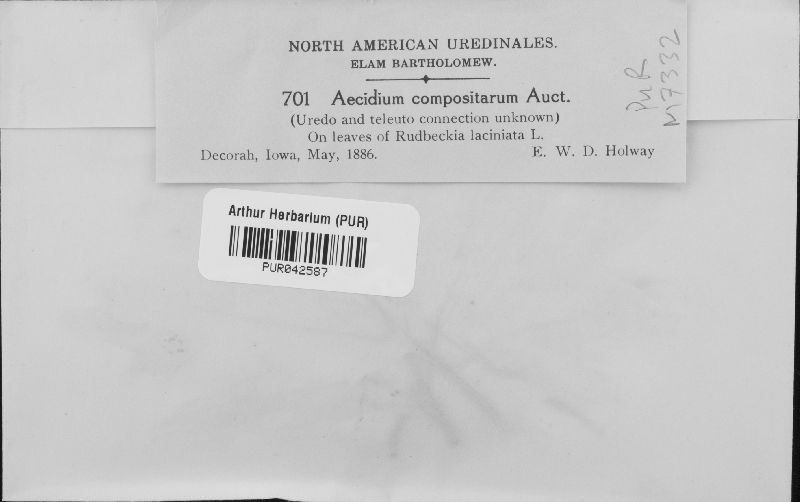 NORTH AMERICAN UREDINALES.
ELAM BARTHOLOMEW.
701 Aecidium compositarum Auct.
(Uredo and teleuto connection unknown)
On leaves of Rudbeckia laciniata L.
Decorah, Iowa, May, 1886. E. W. D. Holway
PUR
M7332
Arthur Herbarium (PUR)
PUR042587